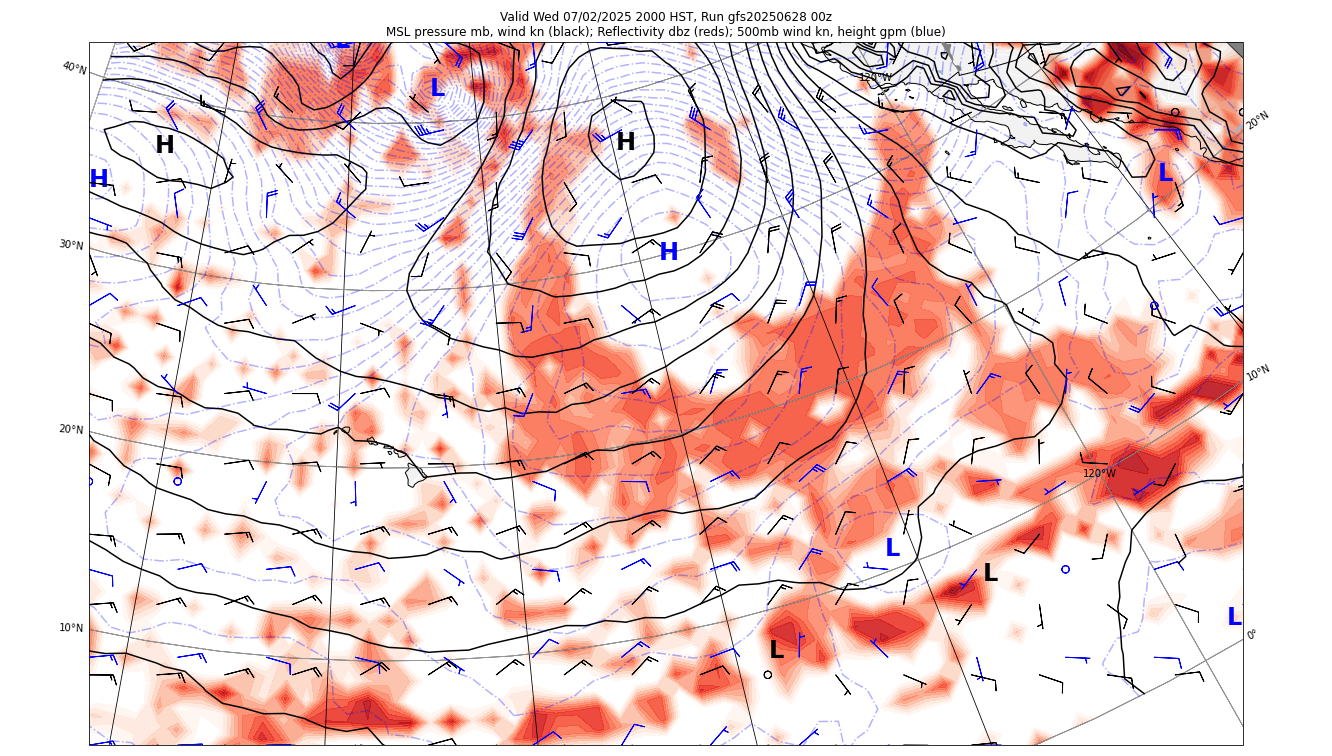 Valid Wed 07/02/2025 2000 HST, Run gfs20250628 00z
MSL pressure mb, wind kn (black); Reflectivity dbz (reds); 500mb wind kn, height gpm (blue)
L
40°N
120°W
L
20°N
H
H
L
H
30°N
H
10°N
20°N
120°W
L
L
L
10°N
0°
L